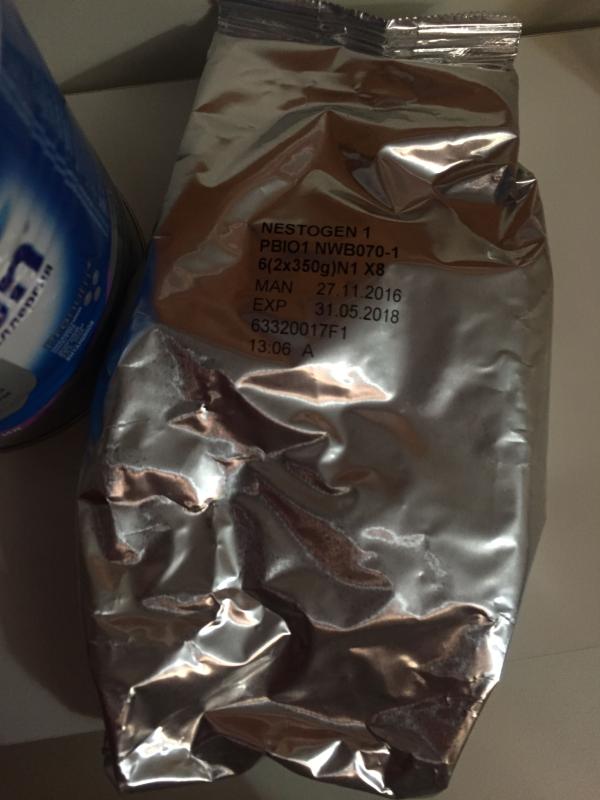 NESTOGEN 1
PBIO1 NWB070-1
6(2x350g)N1 X8
MAN 27.11.2016
EXP 31.05.2018
63320017F1
13:06 A